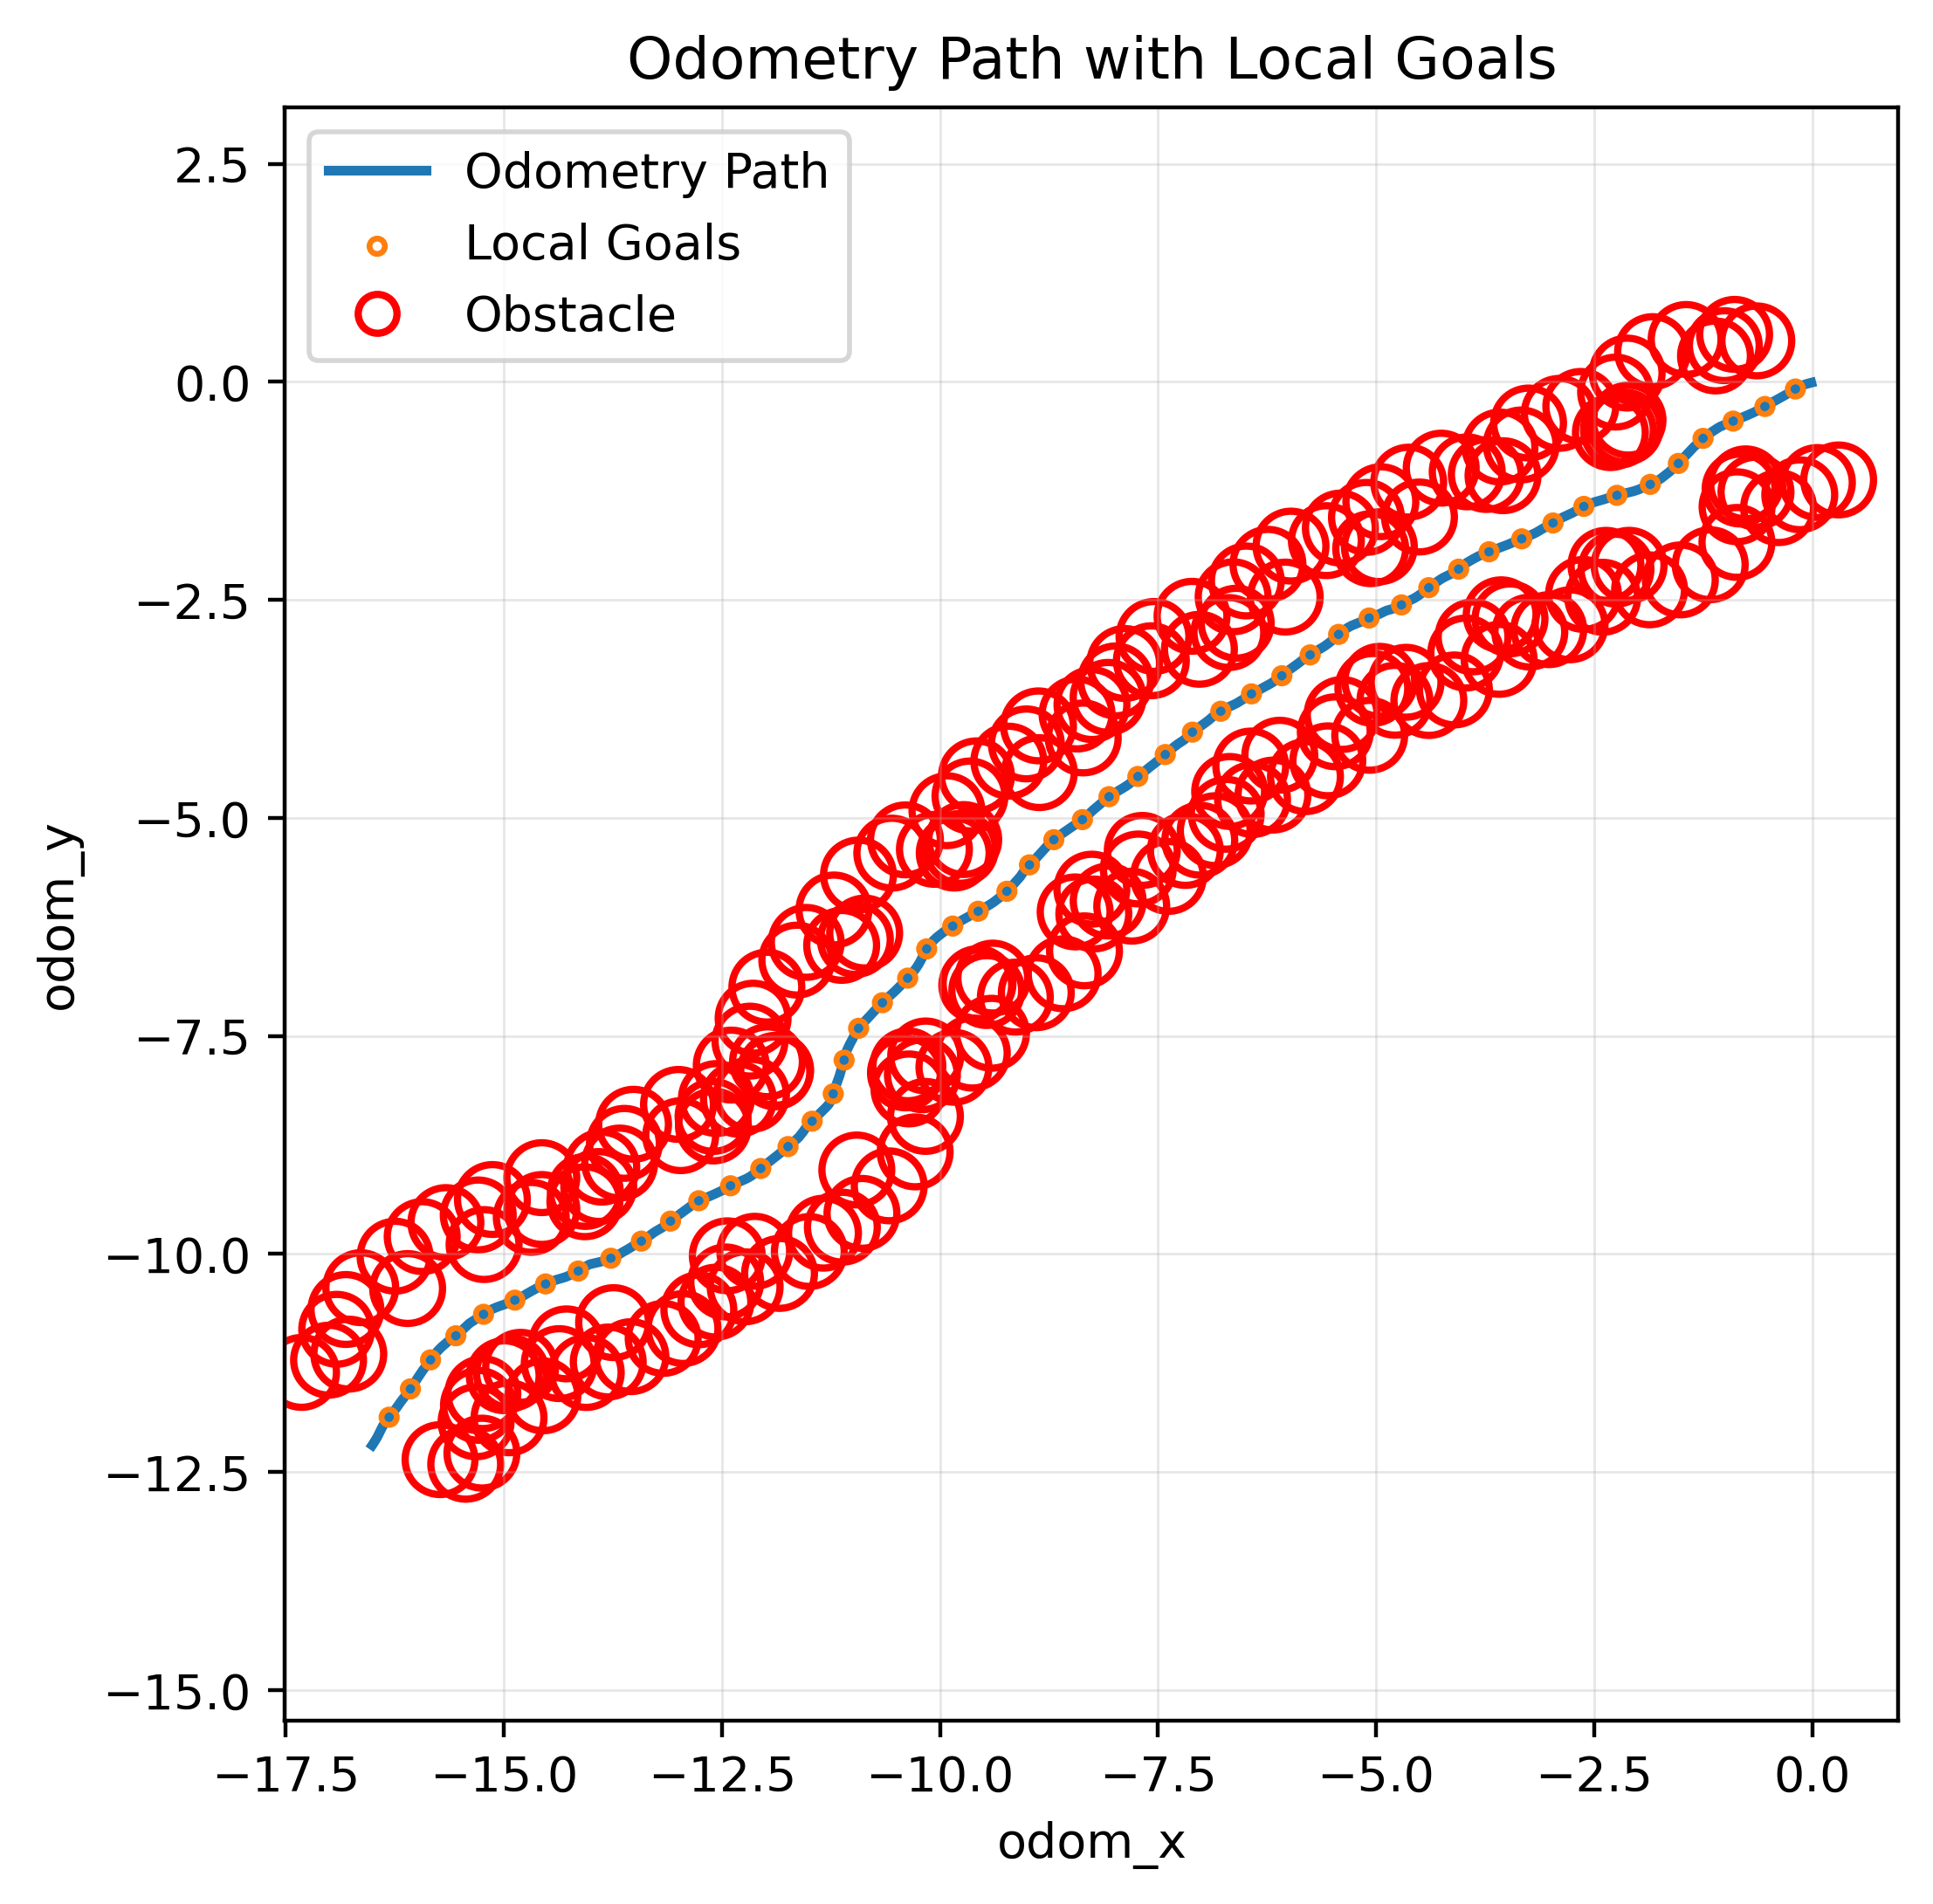 Odometry Path with Local Goals
Odometry Path
Local Goals
Obstacle
2.5
0.0
−2.5
−5.0
−7.5
−10.0
−12.5
−15.0
odom_y
−17.5 −15.0 −12.5 −10.0 −7.5 −5.0 −2.5 0.0
odom_x